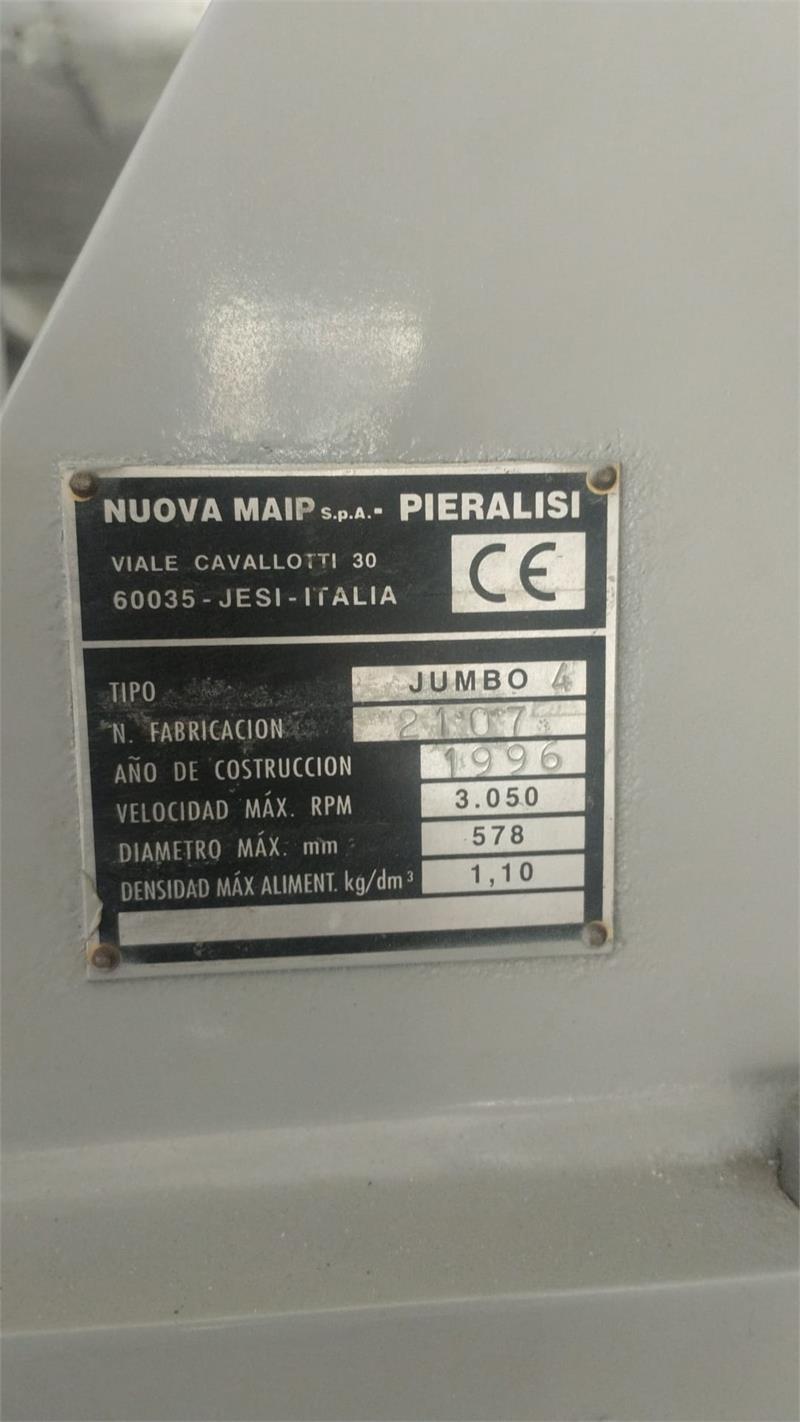 NUOVA MAIP S.p.A.- PIERALISI
VIALE CAVALLOTTI 30
60035-JESI-ITALIA
CE
TIPO JUMBO 4
N. FABRICACION 21073
AÑO DE COSTRUCCION 1996
VELOCIDAD MÁX. RPM 3.050
DIAMETRO MÁX. mm 578
DENSIDAD MÁX ALIMENT. kg/dm³ 1,10